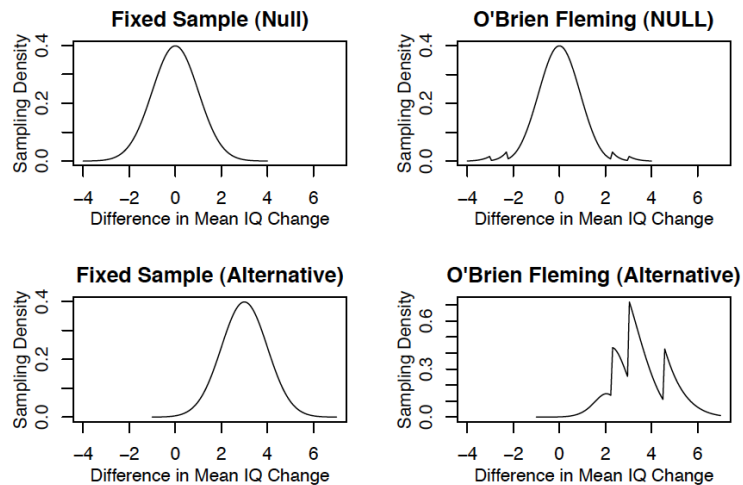 Fixed Sample (Null)
Sampling Density
0.0 0.2 0.4
−4 −2 0 2 4 6
Difference in Mean IQ Change
O'Brien Fleming (NULL)
Sampling Density
0.0 0.2 0.4
−4 −2 0 2 4 6
Difference in Mean IQ Change
Fixed Sample (Alternative)
Sampling Density
0.0 0.2 0.4
−4 −2 0 2 4 6
Difference in Mean IQ Change
O'Brien Fleming (Alternative)
Sampling Density
0.0 0.3 0.6
−4 −2 0 2 4 6
Difference in Mean IQ Change